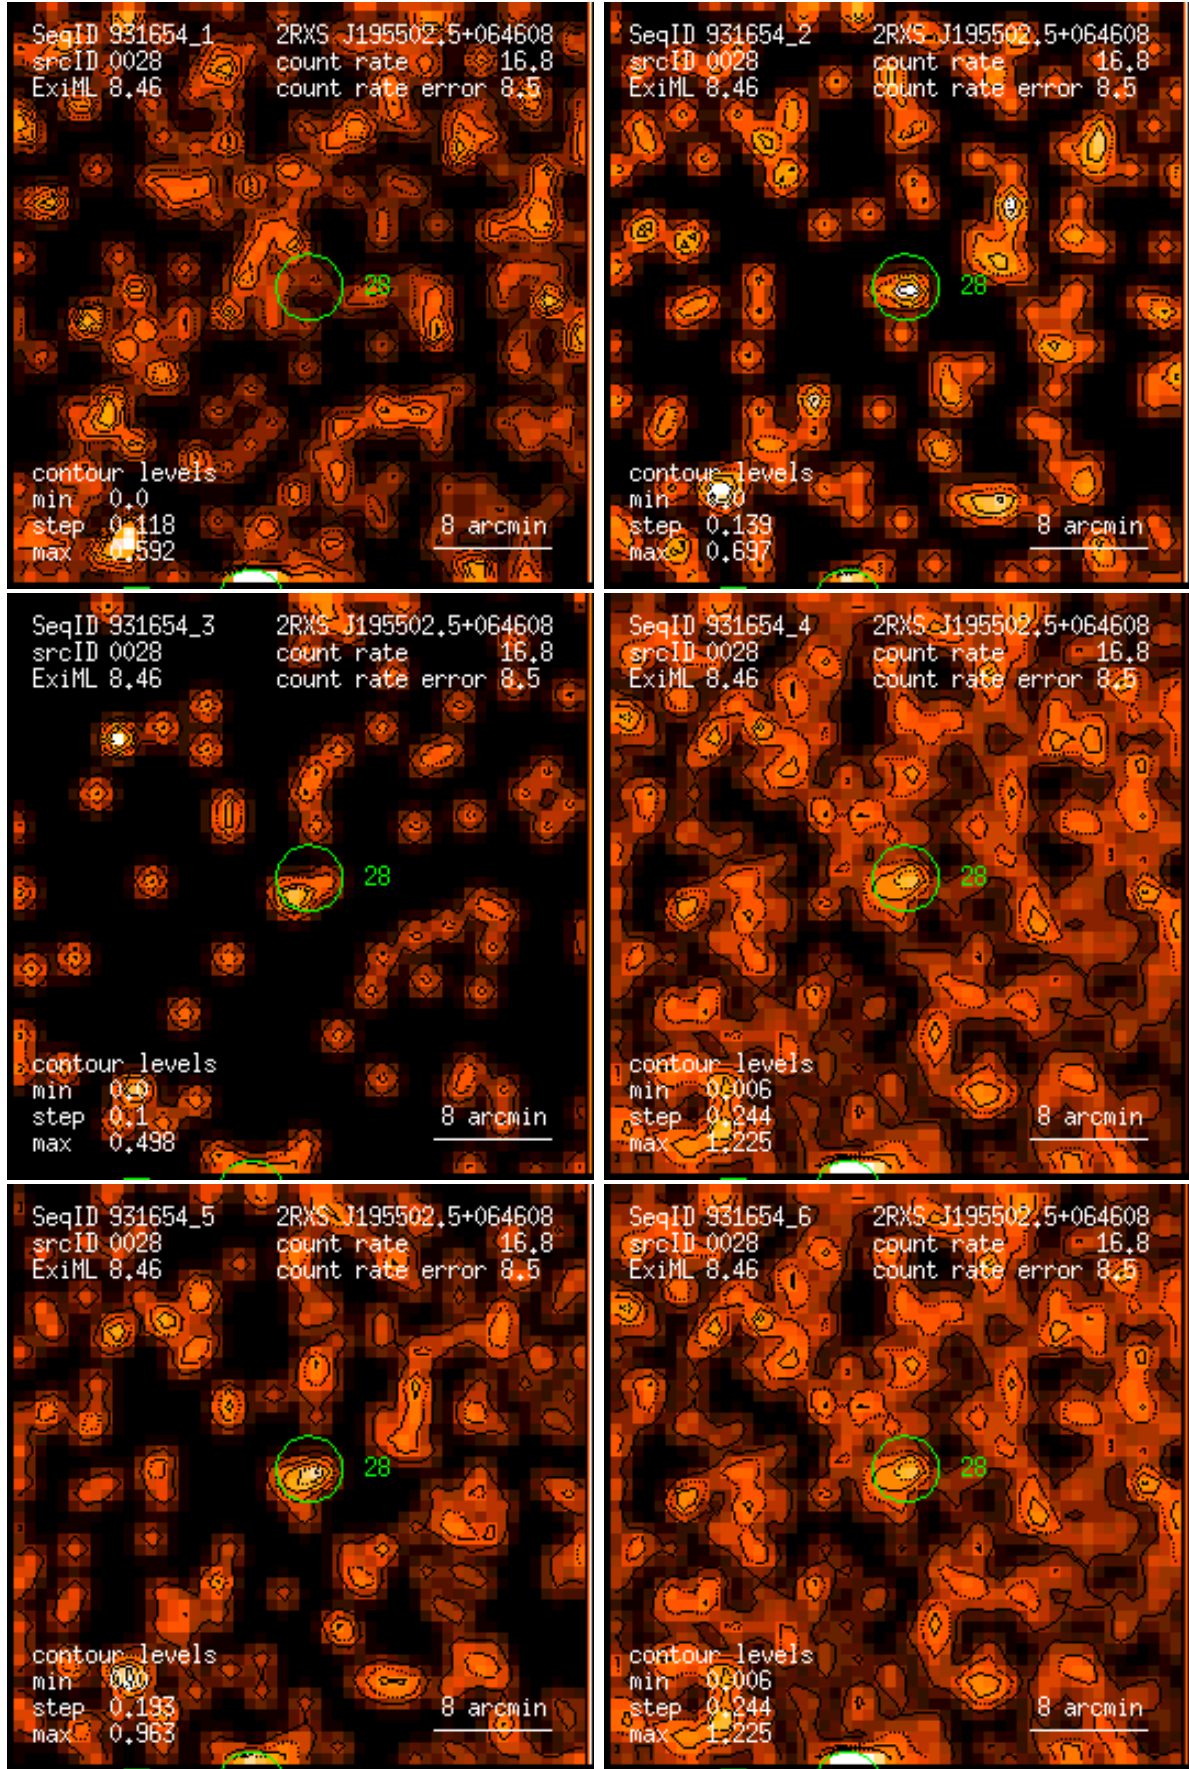 SeqID 931654_1 2RXS J195502.5+064608
srcID 0028 count rate 16.8
ExiML 8.46 count rate error 8.5
28
contour levels
min 0.0
step 0.118 8 arcmin
max 0.592
SeqID 931654_2 2RXS J195502.5+064608
srcID 0028 count rate 16.8
ExiML 8.46 count rate error 8.5
28
contour levels
min 0.0
step 0.139 8 arcmin
max 0.697
SeqID 931654_3 2RXS J195502.5+064608
srcID 0028 count rate 16.8
ExiML 8.46 count rate error 8.5
28
contour levels
min 0.0
step 0.1 8 arcmin
max 0.498
SeqID 931654_4 2RXS J195502.5+064608
srcID 0028 count rate 16.8
ExiML 8.46 count rate error 8.5
28
contour levels
min 0.006
step 0.244 8 arcmin
max 1.225
SeqID 931654_5 2RXS J195502.5+064608
srcID 0028 count rate 16.8
ExiML 8.46 count rate error 8.5
28
contour levels
min 0.0
step 0.193 8 arcmin
max 0.963
SeqID 931654_6 2RXS J195502.5+064608
srcID 0028 count rate 16.8
ExiML 8.46 count rate error 8.5
28
contour levels
min 0.006
step 0.244 8 arcmin
max 1.225